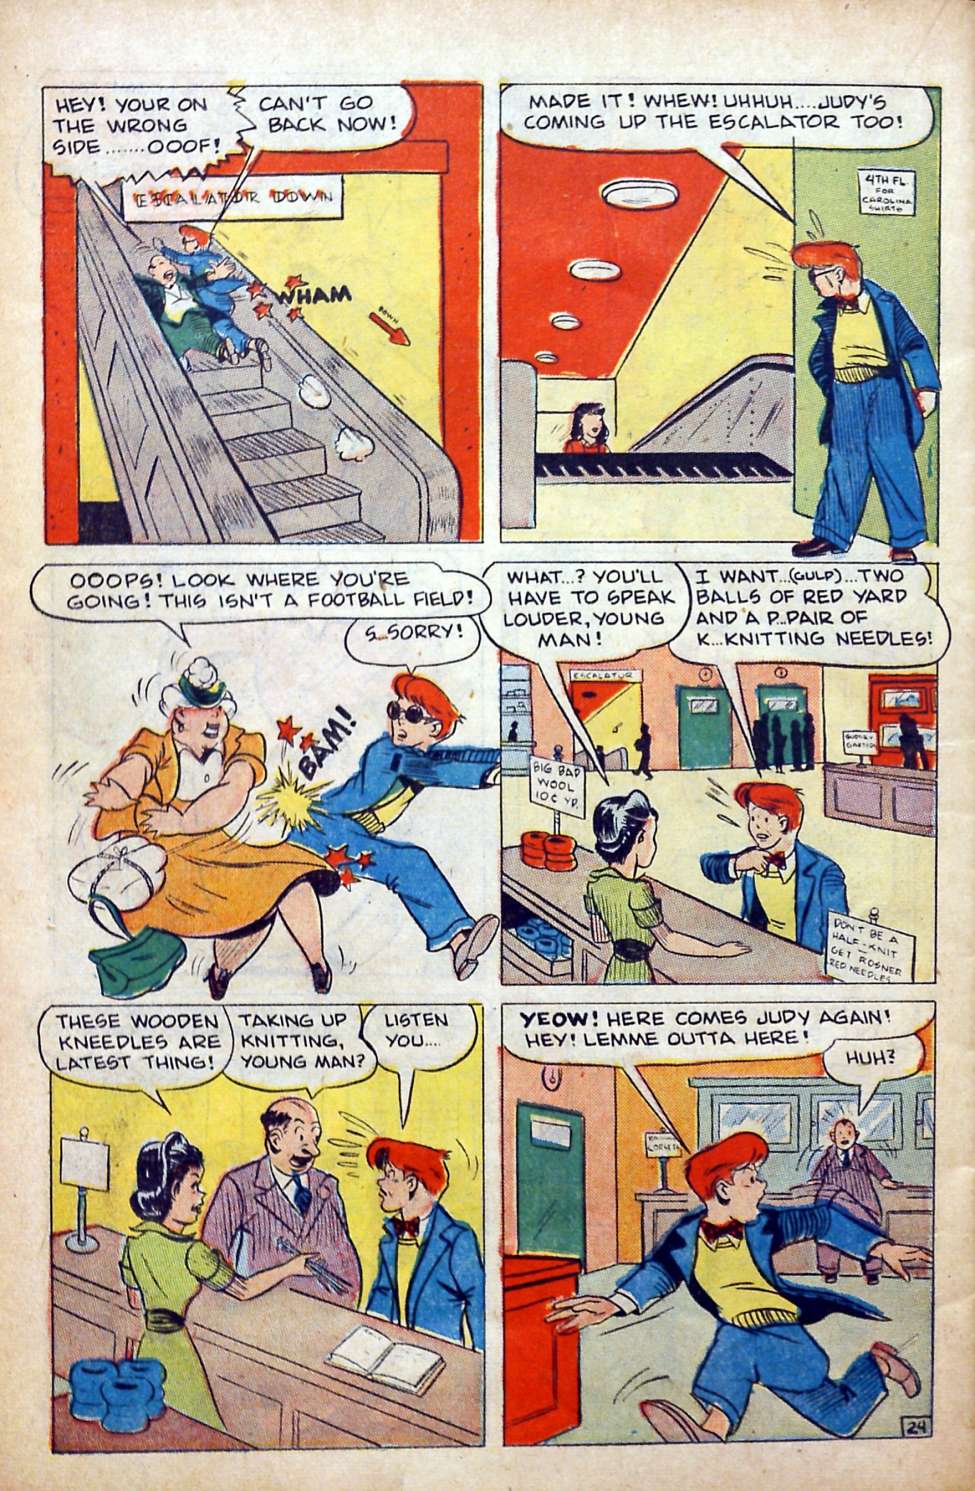 HEY! YOUR ON
THE WRONG
SIDE.......OOOF!
CAN'T GO
BACK NOW!
ESCALATOR DOWN
WHAM
DOWN
MADE IT! WHEW! UHHUH....JUDY'S
COMING UP THE ESCALATOR TOO!
4TH FL.
FOR
CAROLINA
SHIRTS
OOOPS! LOOK WHERE YOU'RE
GOING! THIS ISN'T A FOOTBALL FIELD!
S...SORRY!
BAM!
WHAT...? YOU'LL
HAVE TO SPEAK
LOUDER, YOUNG
MAN!
I WANT...(GULP)...TWO
BALLS OF RED YARD
AND A P..PAIR OF
K...KNITTING NEEDLES!
ESCALATOR
BIG BAD
WOOL
10¢ YD.
DON'T BE A
HALF-KNIT
GET ROSNER
RED NEEDLES
THESE WOODEN
KNEEDLES ARE
LATEST THING!
TAKING UP
KNITTING,
YOUNG MAN?
LISTEN
YOU....
YEOW! HERE COMES JUDY AGAIN!
HEY! LEMME OUTTA HERE!
HUH?
24